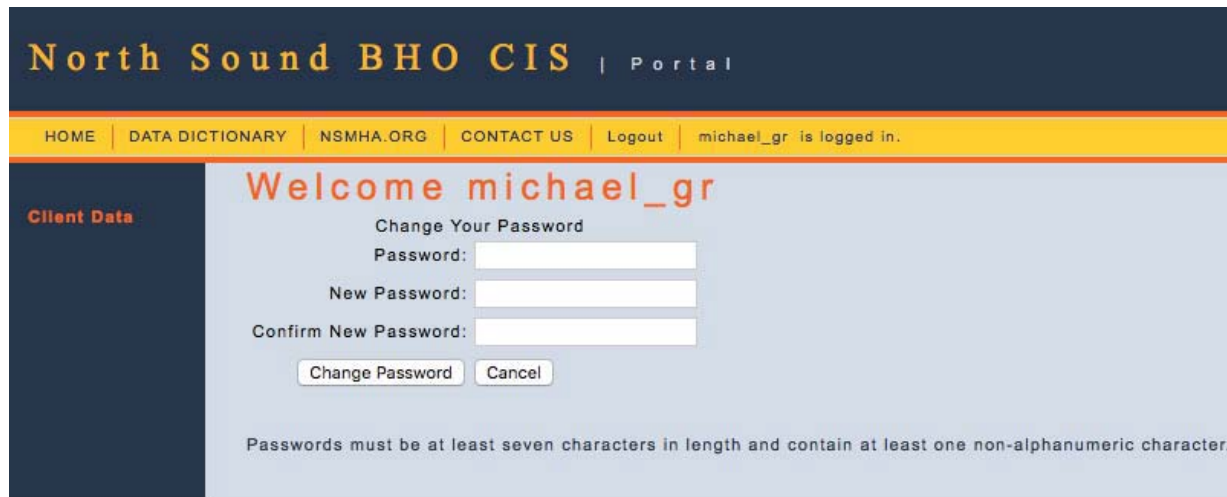 North Sound BHO CIS | Portal
HOME | DATA DICTIONARY | NSMHA.ORG | CONTACT US | Logout | michael_gr is logged in.
Client Data
Welcome michael_gr
Change Your Password
Password:
New Password:
Confirm New Password:
Change Password Cancel
Passwords must be at least seven characters in length and contain at least one non-alphanumeric character.